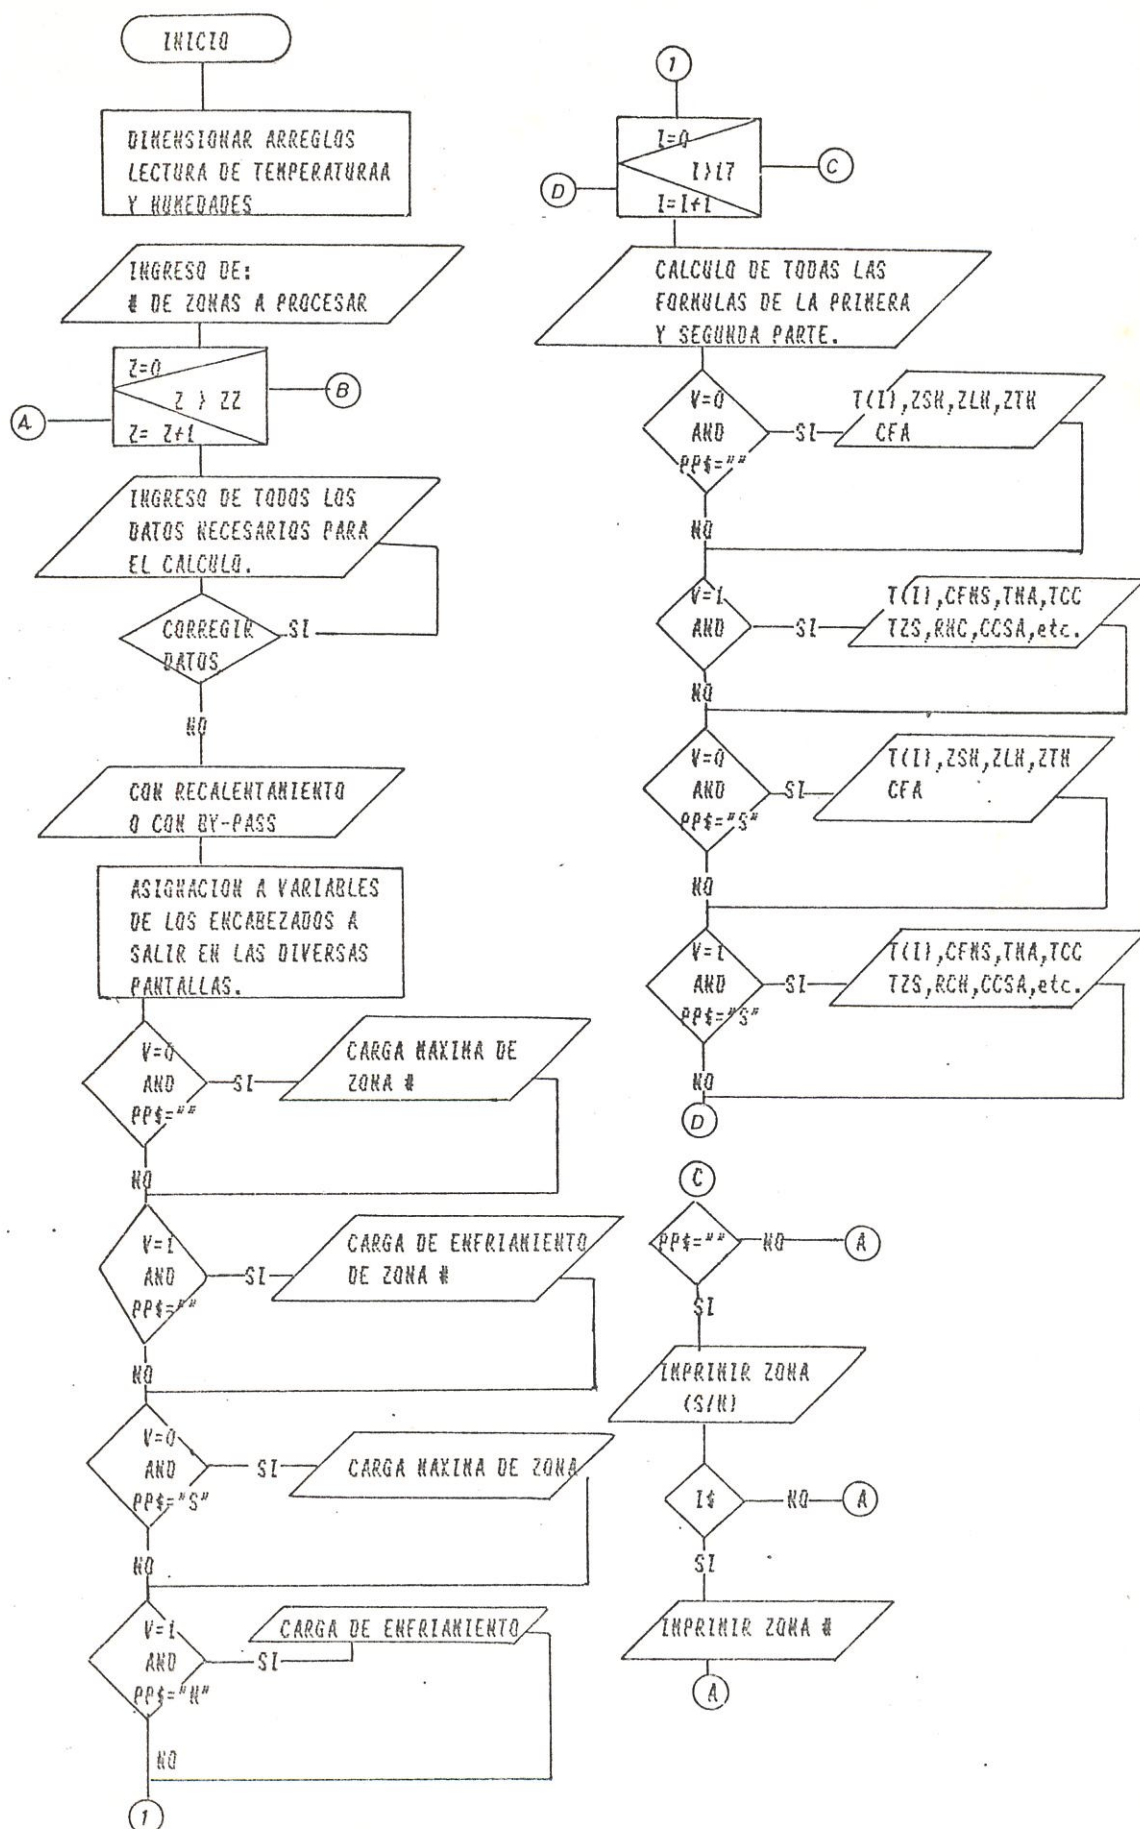 INICIO
DIMENSIONAR ARREGLOS
LECTURA DE TEMPERATURAA
Y HUMEDADES
INGRESO DE:
# DE ZONAS A PROCESAR
Z=0
Z > ZZ
Z= Z+1
B
A
INGRESO DE TODOS LOS
DATOS NECESARIOS PARA
EL CALCULO.
CORREGIR
DATOS
SI
NO
CON RECALENTAMIENTO
O CON BY-PASS
ASIGNACION A VARIABLES
DE LOS ENCABEZADOS A
SALIR EN LAS DIVERSAS
PANTALLAS.
V=0
AND
PP$=""
SI
CARGA MAXIMA DE
ZONA #
NO
V=1
AND
PP$=""
SI
CARGA DE ENFRIAMIENTO
DE ZONA #
NO
V=0
AND
PP$="S"
SI
CARGA MAXIMA DE ZONA
NO
V=1
AND
PP$="N"
SI
CARGA DE ENFRIAMIENTO
NO
1
1
I=0
I>17
I=I+1
C
D
CALCULO DE TODAS LAS
FORMULAS DE LA PRIMERA
Y SEGUNDA PARTE.
V=0
AND
PP$=""
SI
T(I),ZSH,ZLH,ZTH
CFA
NO
V=1
AND
SI
T(I),CFMS,TMA,TCC
TZS,RHC,CCSA,etc.
NO
V=0
AND
PP$="S"
SI
T(I),ZSH,ZLH,ZTH
CFA
NO
V=1
AND
PP$="S"
SI
T(I),CFMS,TMA,TCC
TZS,RCH,CCSA,etc.
NO
D
C
PP$=""
NO
A
SI
IMPRIMIR ZONA
(S/N)
I$
NO
A
SI
IMPRIMIR ZONA #
A